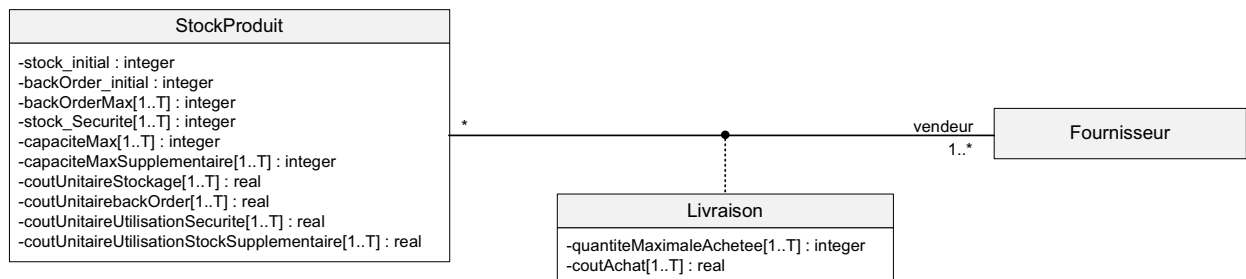 StockProduit
-stock_initial : integer
-backOrder_initial : integer
-backOrderMax[1..T] : integer
-stock_Securite[1..T] : integer
-capaciteMax[1..T] : integer
-capaciteMaxSupplementaire[1..T] : integer
-coutUnitaireStockage[1..T] : real
-coutUnitairebackOrder[1..T] : real
-coutUnitaireUtilisationSecurite[1..T] : real
-coutUnitaireUtilisationStockSupplementaire[1..T] : real
*
vendeur
1..*
Fournisseur
Livraison
-quantiteMaximaleAchetee[1..T] : integer
-coutAchat[1..T] : real